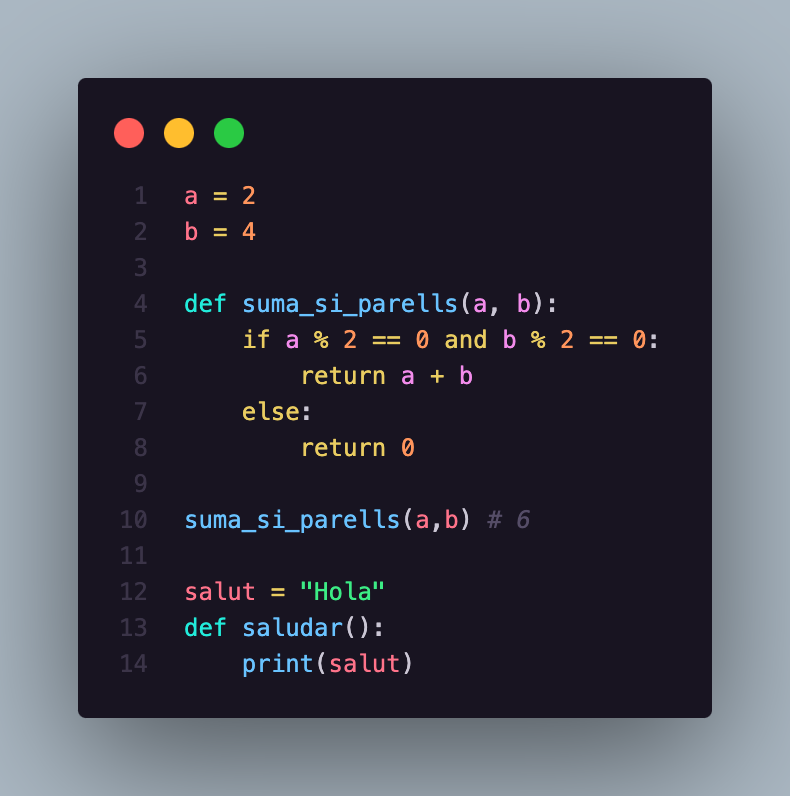 1 a = 2
2 b = 4
3
4 def suma_si_parells(a, b):
5     if a % 2 == 0 and b % 2 == 0:
6         return a + b
7     else:
8         return 0
9
10 suma_si_parells(a,b) # 6
11
12 salut = "Hola"
13 def saludar():
14     print(salut)